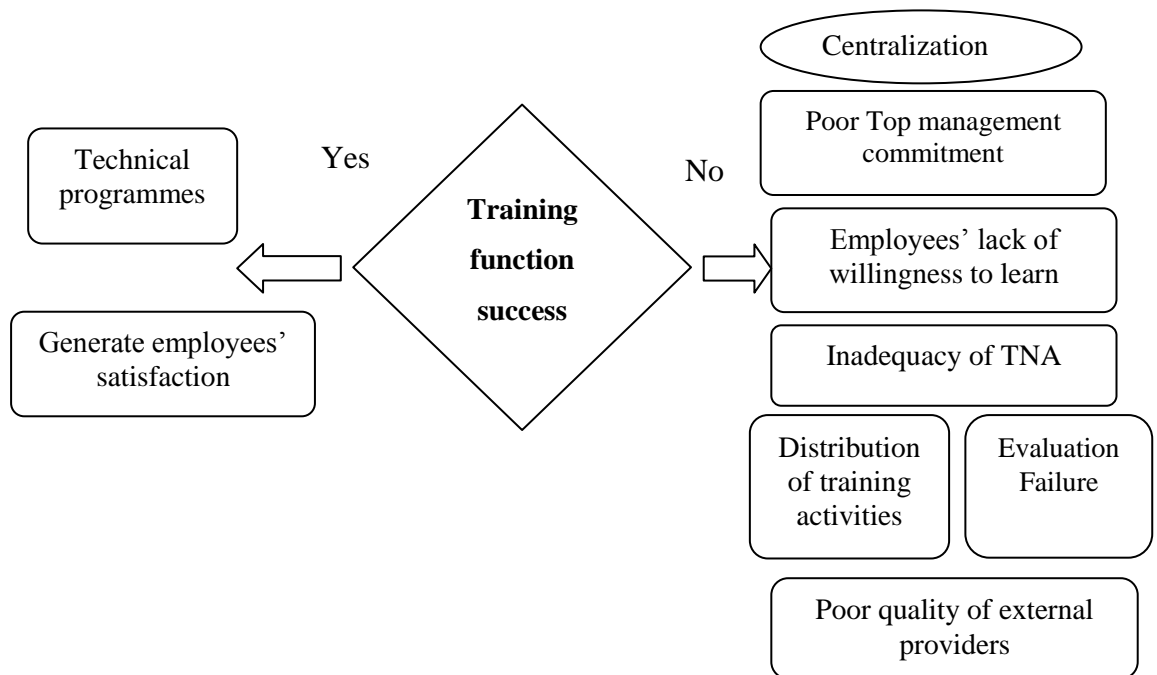 Technical
programmes
Generate employees’
satisfaction
Yes
Training
function
success
No
Centralization
Poor Top management
commitment
Employees’ lack of
willingness to learn
Inadequacy of TNA
Distribution
of training
activities
Evaluation
Failure
Poor quality of external
providers